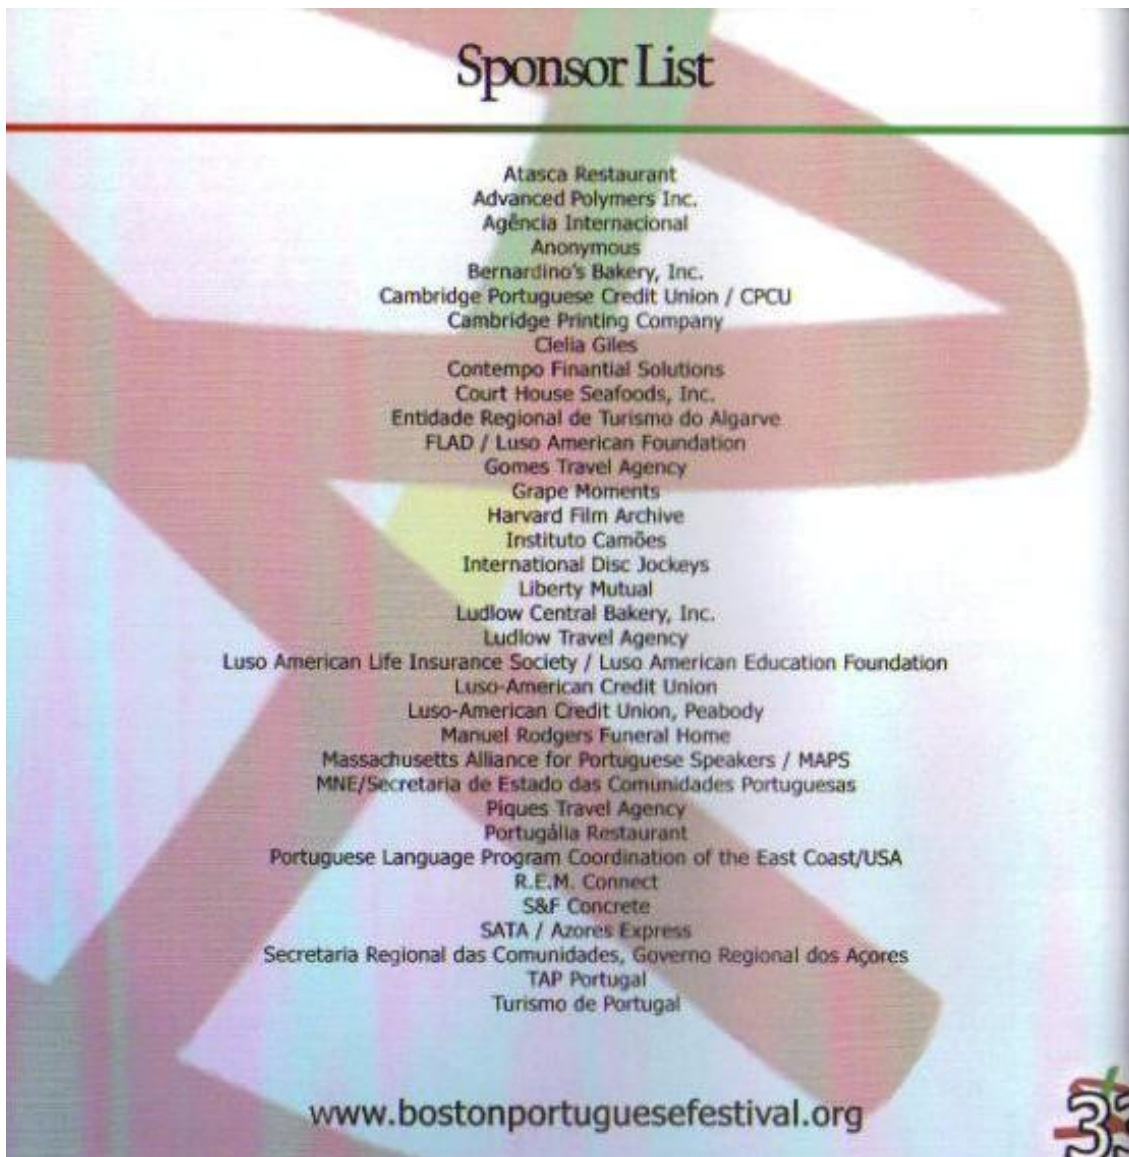 Sponsor List
Atasca Restaurant
Advanced Polymers Inc.
Agência Internacional
Anonymous
Bernardino's Bakery, Inc.
Cambridge Portuguese Credit Union / CPCU
Cambridge Printing Company
Clelia Giles
Contempo Finantial Solutions
Court House Seafoods, Inc.
Entidade Regional de Turismo do Algarve
FLAD / Luso American Foundation
Gomes Travel Agency
Grape Moments
Harvard Film Archive
Instituto Camões
International Disc Jockeys
Liberty Mutual
Ludlow Central Bakery, Inc.
Ludlow Travel Agency
Luso American Life Insurance Society / Luso American Education Foundation
Luso-American Credit Union
Luso-American Credit Union, Peabody
Manuel Rodgers Funeral Home
Massachusetts Alliance for Portuguese Speakers / MAPS
MNE/Secretaria de Estado das Comunidades Portuguesas
Piques Travel Agency
Portugália Restaurant
Portuguese Language Program Coordination of the East Coast/USA
R.E.M. Connect
S&F Concrete
SATA / Azores Express
Secretaria Regional das Comunidades, Governo Regional dos Açores
TAP Portugal
Turismo de Portugal
www.bostonportuguesefestival.org
33